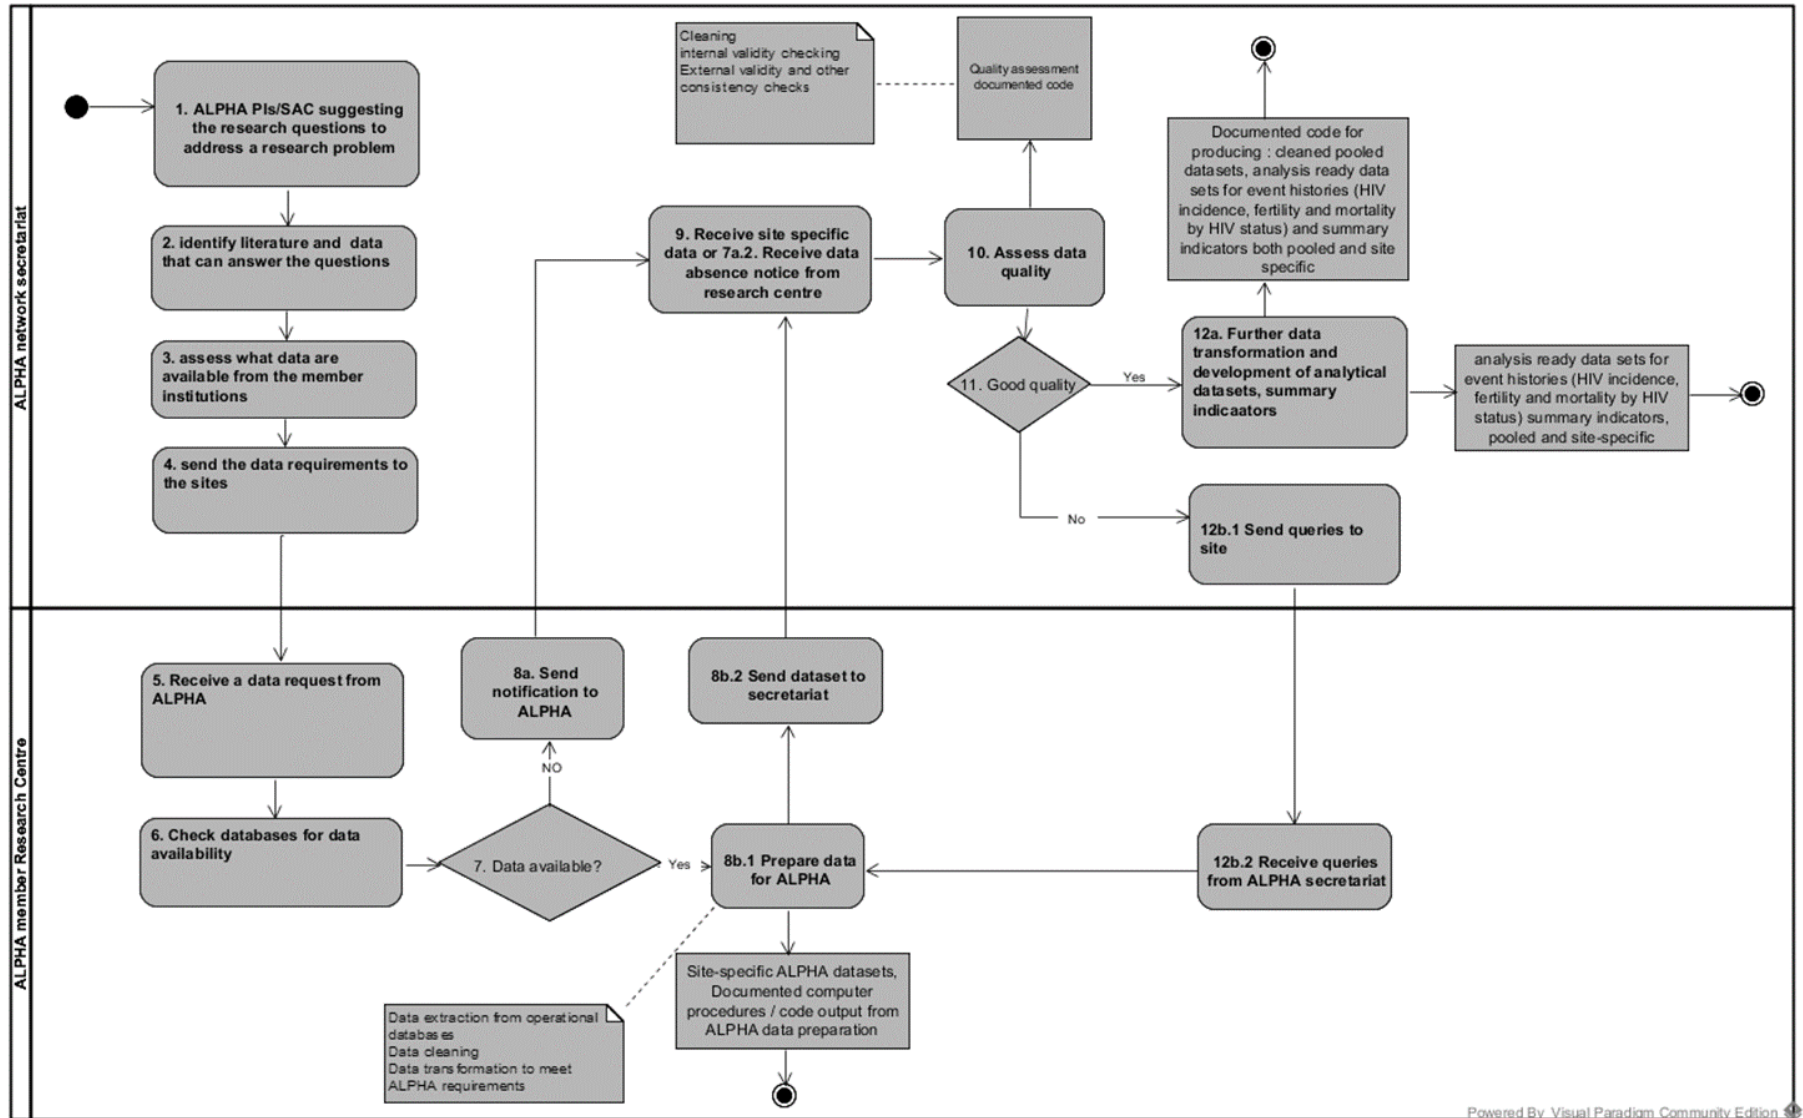 ALPHA network secretariat
1. ALPHA PIs/SAC suggesting
the research questions to
address a research problem
2. identify literature and data
that can answer the questions
3. assess what data are
available from the member
institutions
4. send the data requirements to
the sites
Cleaning
internal validity checking
External validity and other
consistency checks
Quality assessment
documented code
9. Receive site specific
data or 7a.2. Receive data
absence notice from
research centre
10. Assess data
quality
11. Good quality
Yes
No
Documented code for
producing : cleaned pooled
datasets, analysis ready data
sets for event histories (HIV
incidence, fertility and mortality
by HIV status) and summary
indicators both pooled and site
specific
12a. Further data
transformation and
development of analytical
datasets, summary
indicaators
analysis ready data sets for
event histories (HIV incidence,
fertility and mortality by HIV
status) summary indicators,
pooled and site-specific
12b.1 Send queries to
site
ALPHA member Research Centre
5. Receive a data request from
ALPHA
6. Check databases for data
availability
7. Data available?
NO
Yes
8a. Send
notification to
ALPHA
8b.2 Send dataset to
secretariat
8b.1 Prepare data
for ALPHA
12b.2 Receive queries
from ALPHA secretariat
Data extraction from operational
databases
Data cleaning
Data transformation to meet
ALPHA requirements
Site-specific ALPHA datasets,
Documented computer
procedures / code output from
ALPHA data preparation
Powered By Visual Paradigm Community Edition